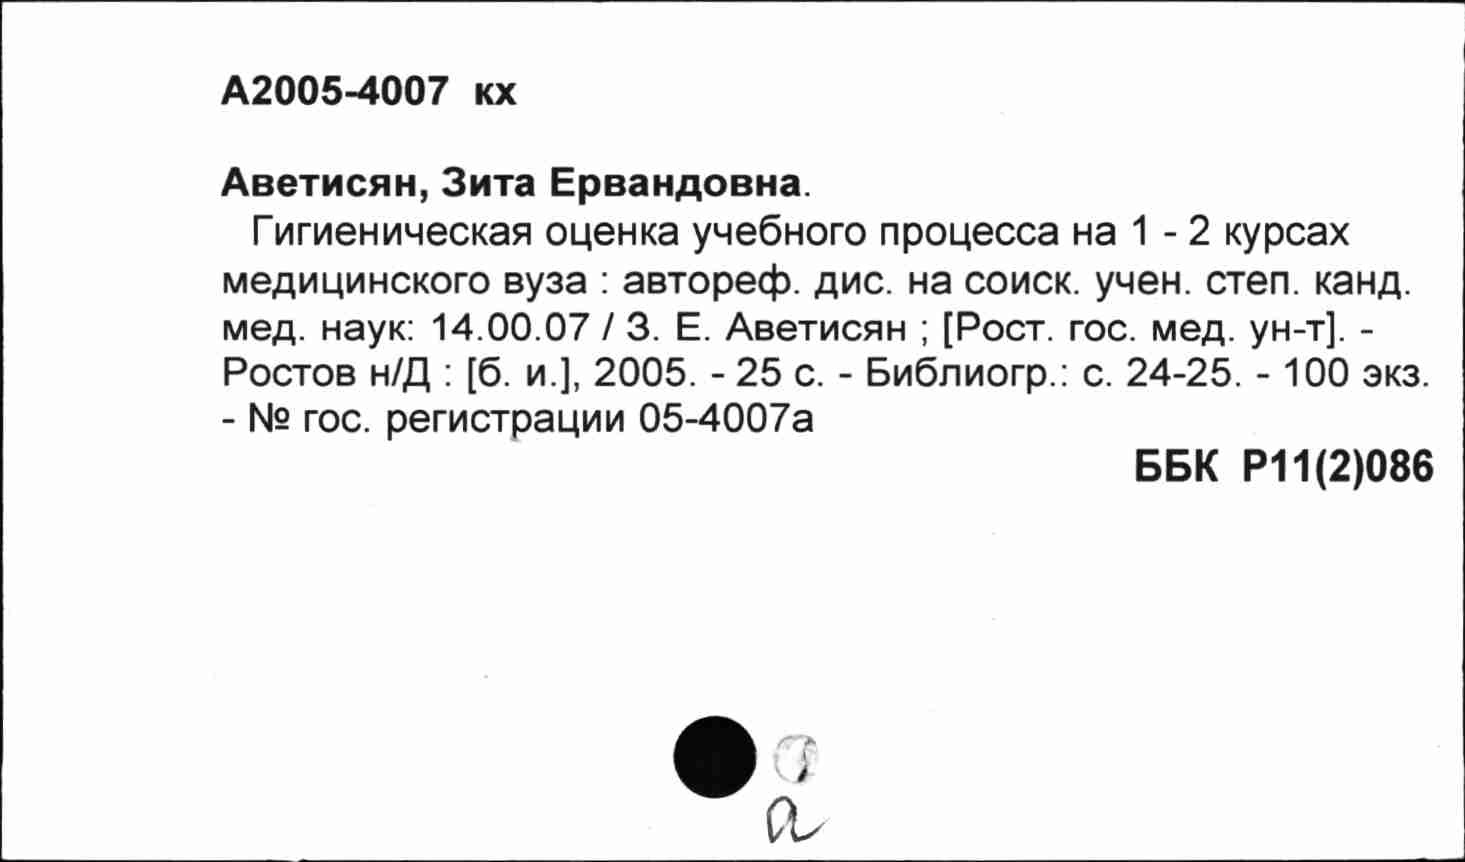 А2005-4007 кх
Аветисян, Зита Ервандовна.
Гигиеническая оценка учебного процесса на 1 - 2 курсах
медицинского вуза : автореф. дис. на соиск. учен. степ. канд.
мед. наук: 14.00.07 / З. Е. Аветисян ; [Рост. гос. мед. ун-т]. -
Ростов н/Д : [б. и.], 2005. - 25 с. - Библиогр.: с. 24-25. - 100 экз.
- № гос. регистрации 05-4007а
ББК Р11(2)086
а